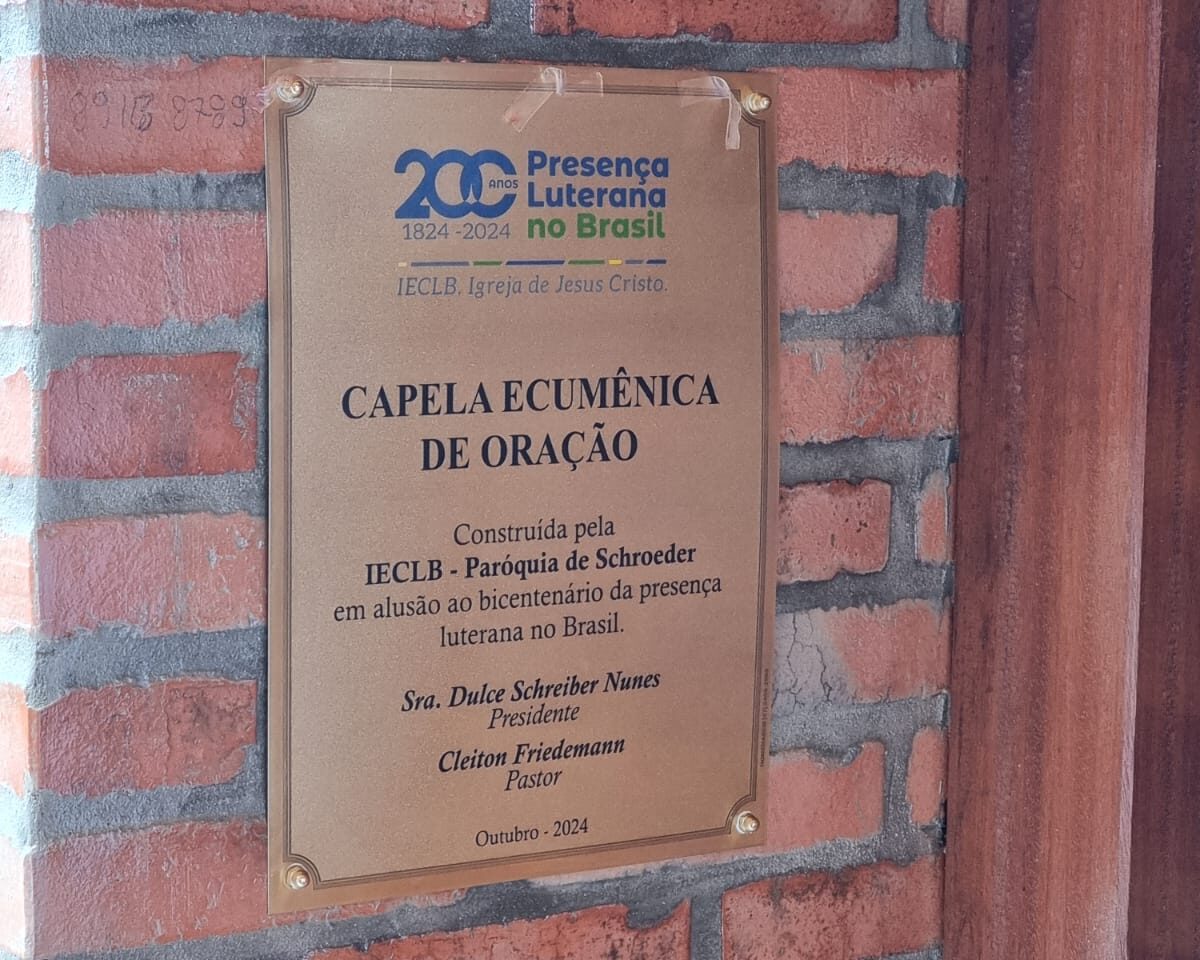 200 ANOS
1824 -2024
Presença
Luterana
no Brasil
IECLB. Igreja de Jesus Cristo.
CAPELA ECUMÊNICA
DE ORAÇÃO
Construída pela
IECLB - Paróquia de Schroeder
em alusão ao bicentenário da presença
luterana no Brasil.
Sra. Dulce Schreiber Nunes
Presidente
Cleiton Friedemann
Pastor
Outubro - 2024